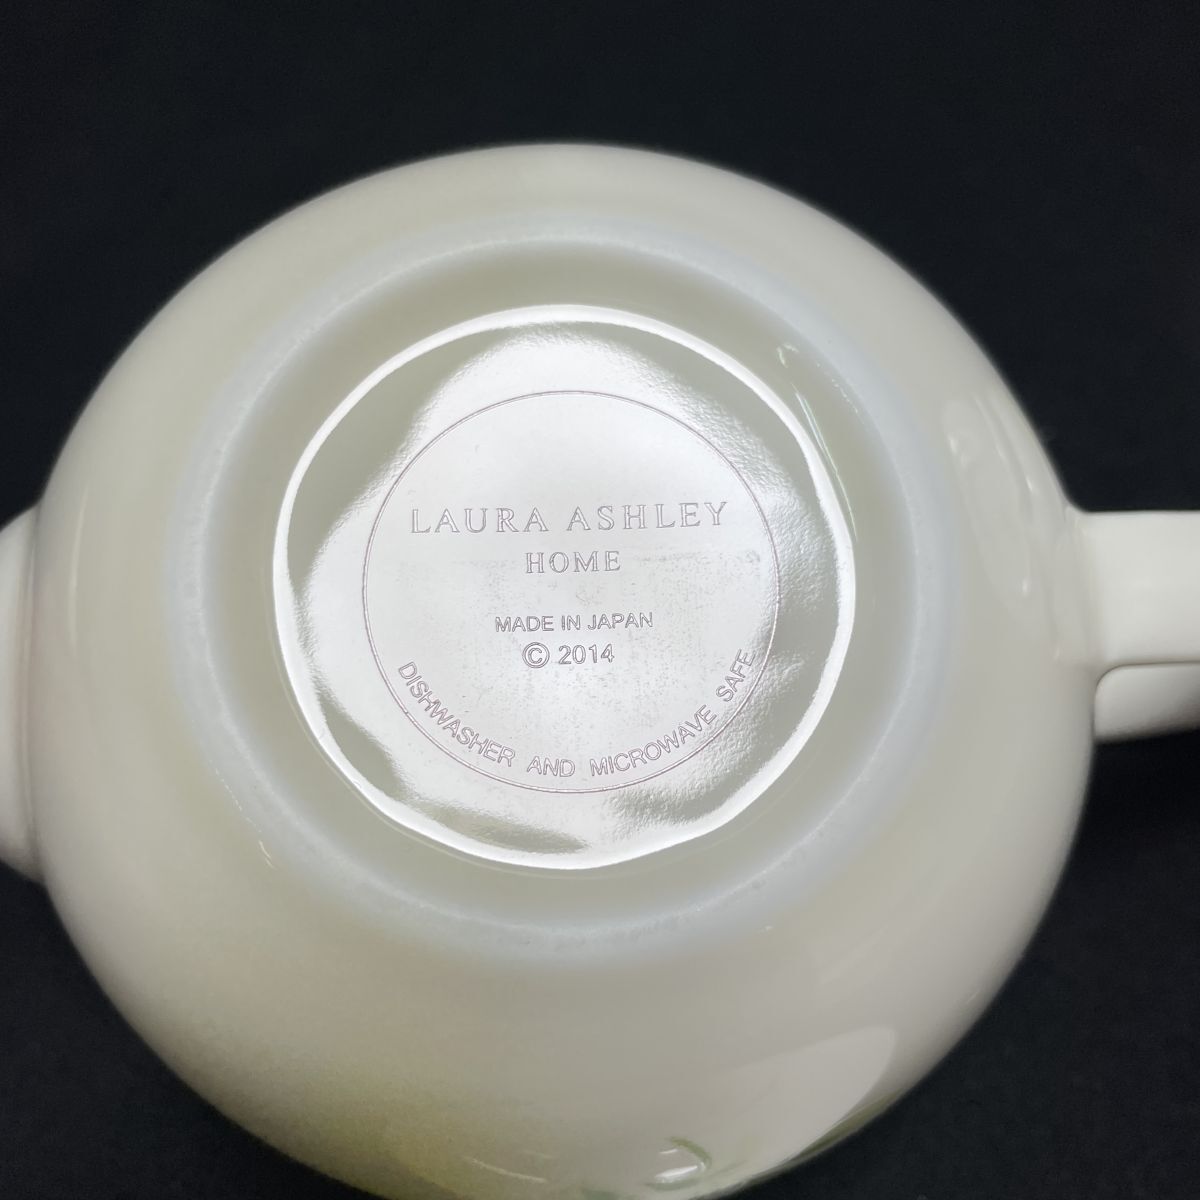 LAURA ASHLEY
HOME
MADE IN JAPAN
© 2014
DISHWASHER AND MICROWAVE SAFE